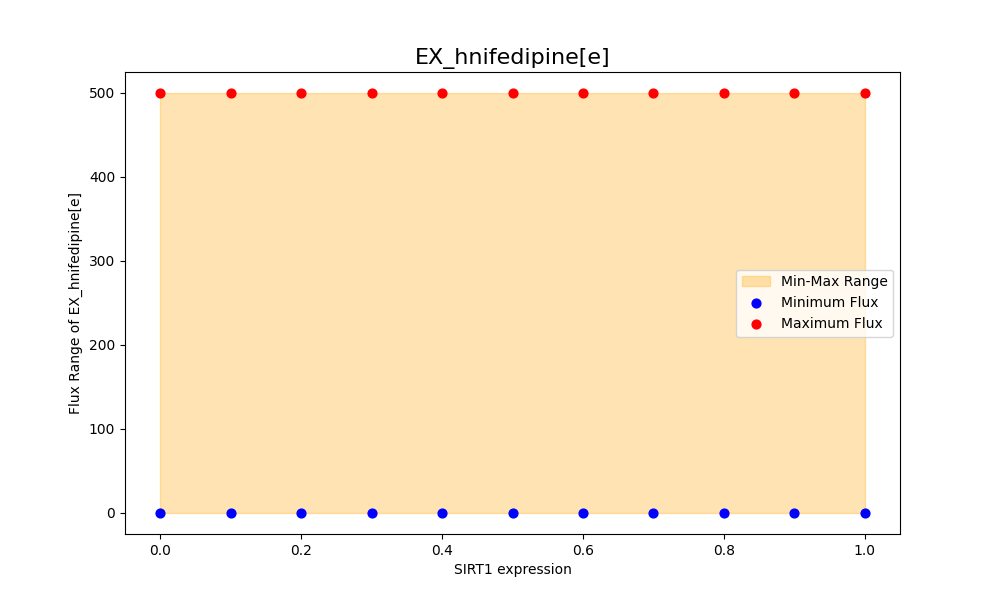 EX_hnifedipine[e]
Flux Range of EX_hnifedipine[e]
500
400
300
200
100
0
Min-Max Range
Minimum Flux
Maximum Flux
0.0 0.2 0.4 0.6 0.8 1.0
SIRT1 expression